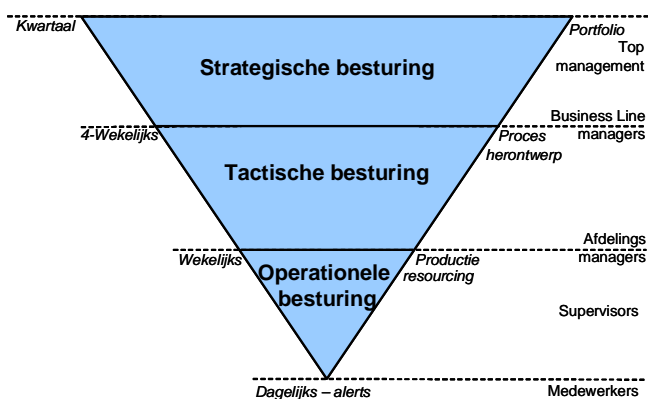 Kwartaal
Portfolio
Top
management
Strategische besturing
Business Line
managers
4-Wekelijks
Proces
herontwerp
Tactische besturing
Afdelings
managers
Wekelijks
Productie
resourcing
Operationele
besturing
Supervisors
Dagelijks – alerts
Medewerkers